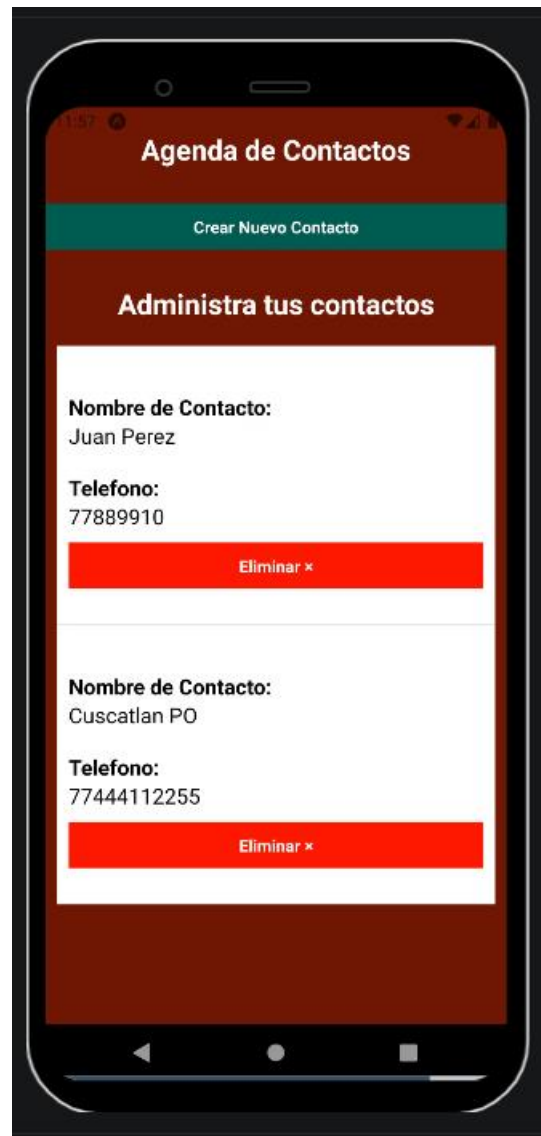 11:57
Agenda de Contactos
Crear Nuevo Contacto
Administra tus contactos
Nombre de Contacto:
Juan Perez
Telefono:
77889910
Eliminar ×
Nombre de Contacto:
Cuscatlan PO
Telefono:
77444112255
Eliminar ×